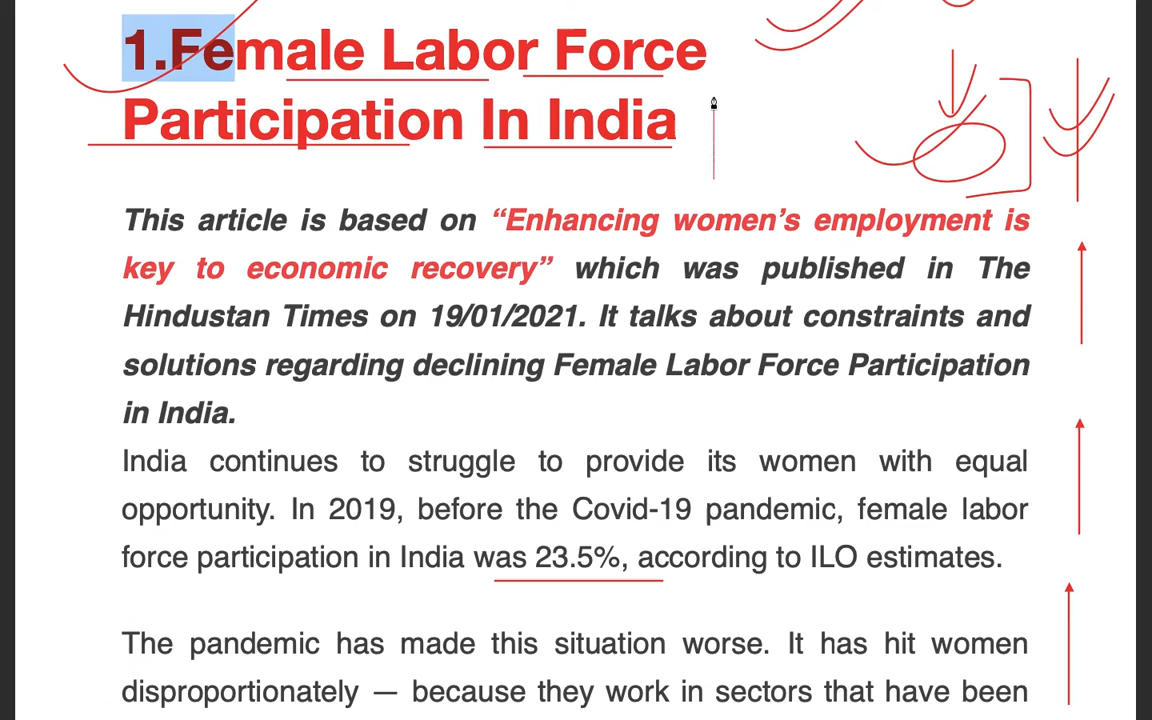 1.Female Labor Force
Participation In India
This article is based on “Enhancing women’s employment is
key to economic recovery” which was published in The
Hindustan Times on 19/01/2021. It talks about constraints and
solutions regarding declining Female Labor Force Participation
in India.
India continues to struggle to provide its women with equal
opportunity. In 2019, before the Covid-19 pandemic, female labor
force participation in India was 23.5%, according to ILO estimates.
The pandemic has made this situation worse. It has hit women
disproportionately — because they work in sectors that have been